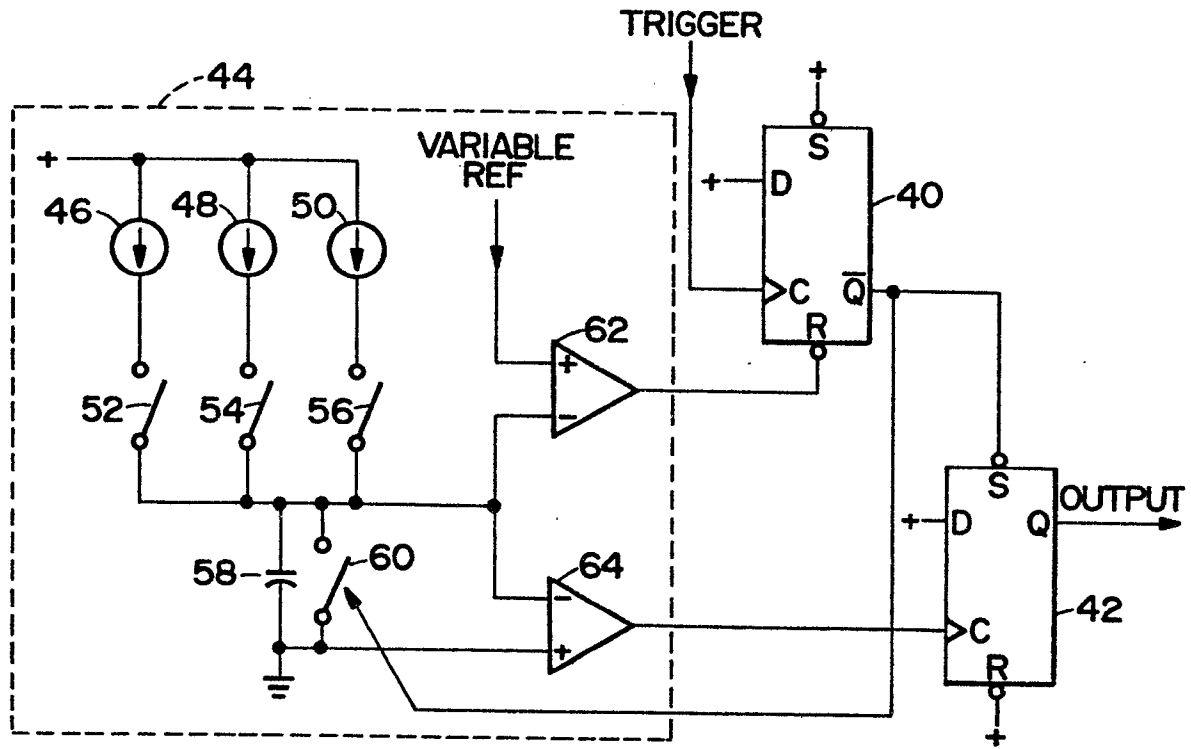 TRIGGER
44
+
VARIABLE
REF
+
S
+ D
40
46
48
50
C
Q̅
R
62
+
−
52
54
56
S
+ D
Q
OUTPUT
58
60
64
−
+
C
42
R
+